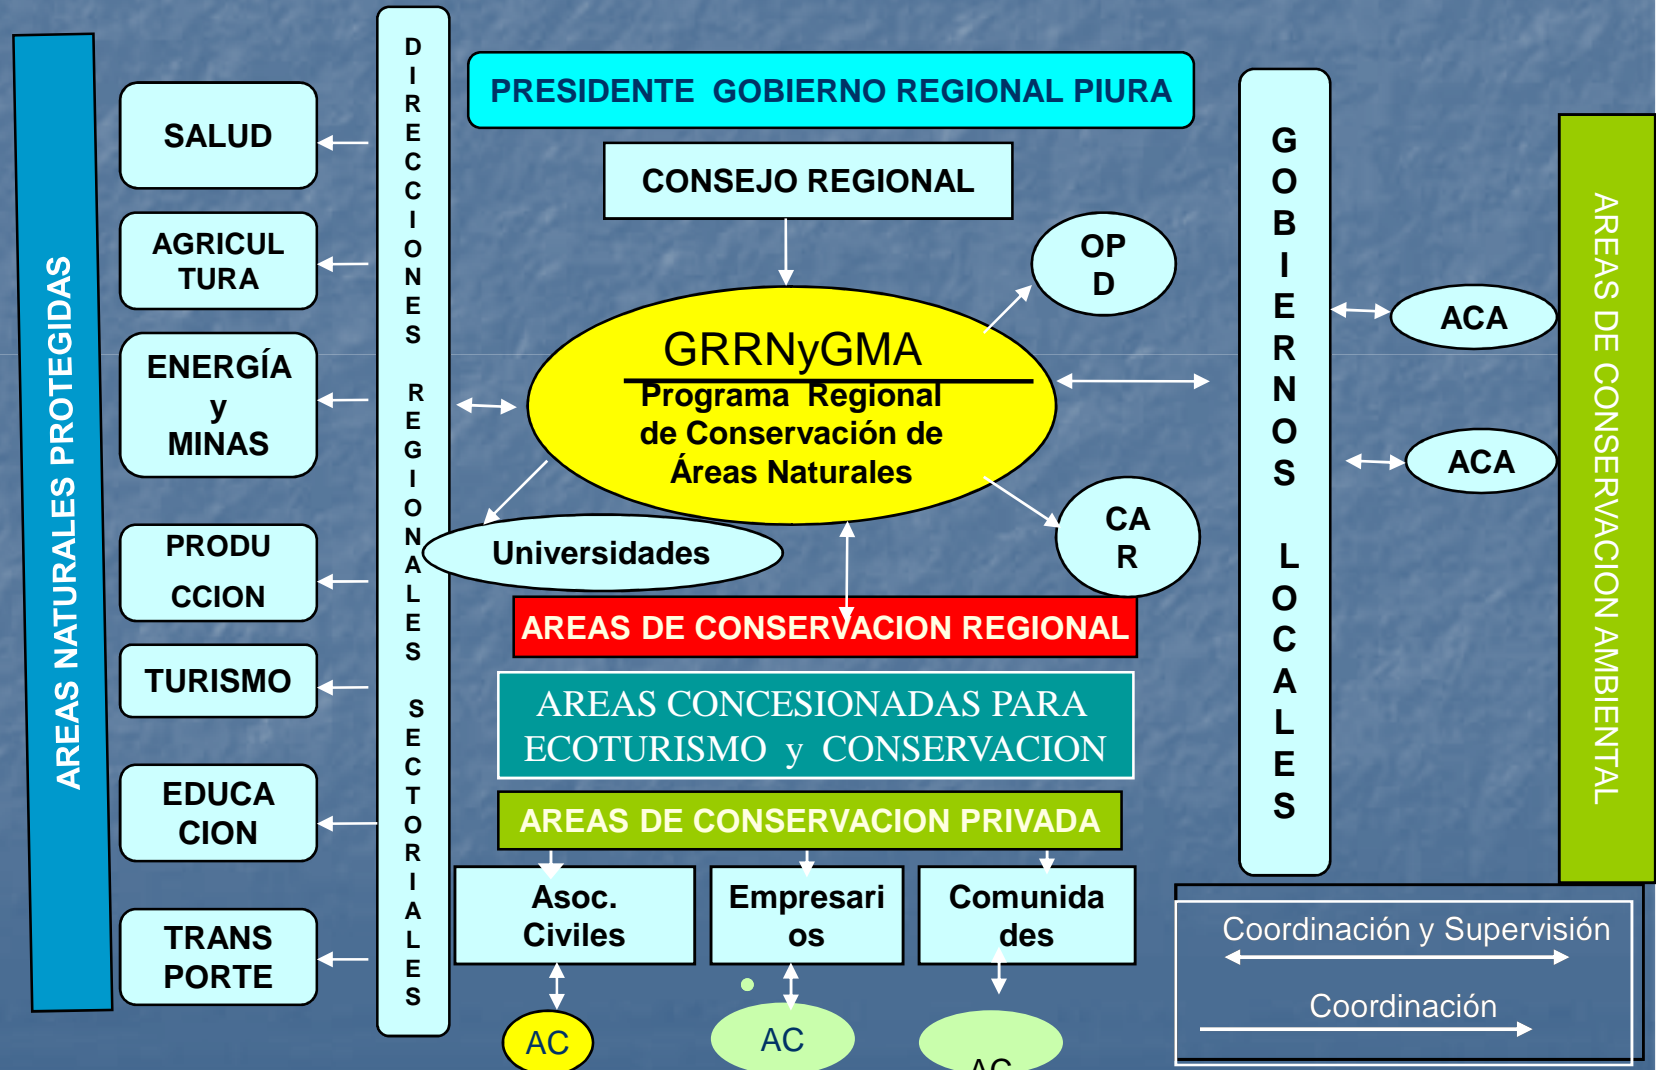 AREAS NATURALES PROTEGIDAS
SALUD
AGRICUL
TURA
ENERGÍA
y
MINAS
PRODU
CCION
TURISMO
EDUCA
CION
TRANS
PORTE
DIRECCIONES REGIONALES SECTORIALES
PRESIDENTE GOBIERNO REGIONAL PIURA
CONSEJO REGIONAL
OP
D
GRRNyGMA
Programa Regional
de Conservación de
Áreas Naturales
Universidades
CA
R
AREAS DE CONSERVACION REGIONAL
AREAS CONCESIONADAS PARA
ECOTURISMO y CONSERVACION
AREAS DE CONSERVACION PRIVADA
Asoc.
Civiles
Empresari
os
Comunida
des
AC
AC
AC
GOBIERNOS LOCALES
ACA
ACA
AREAS DE CONSERVACION AMBIENTAL
Coordinación y Supervisión
Coordinación